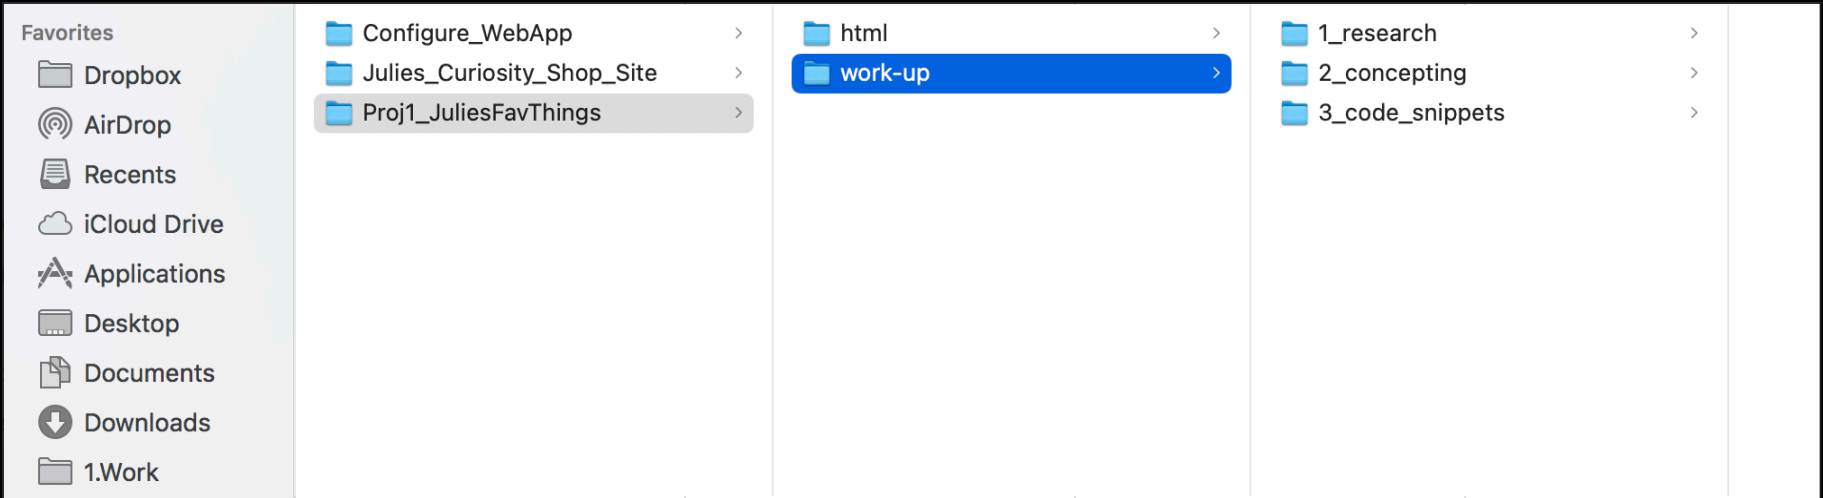 Favorites
Dropbox
AirDrop
Recents
iCloud Drive
Applications
Desktop
Documents
Downloads
1.Work
Configure_WebApp
Julies_Curiosity_Shop_Site
Proj1_JuliesFavThings
html
work-up
1_research
2_concepting
3_code_snippets